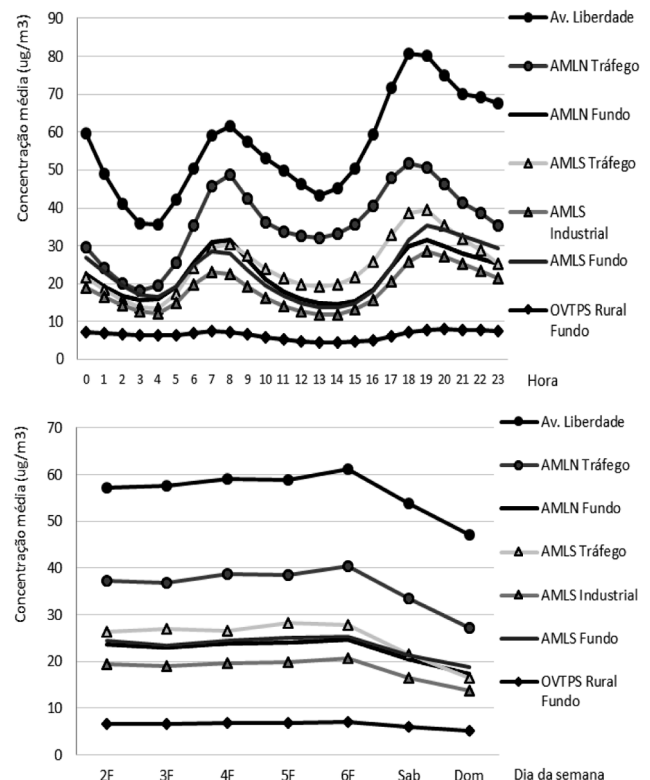 Concentração média (ug/m3)
90
80
70
60
50
40
30
20
10
0
0 1 2 3 4 5 6 7 8 9 10 11 12 13 14 15 16 17 18 19 20 21 22 23
Hora
Av. Liberdade
AMLN Tráfego
AMLN Fundo
AMLS Tráfego
AMLS
Industrial
AMLS Fundo
OVTPS Rural
Fundo
Concentração média (ug/m3)
70
60
50
40
30
20
10
0
2F 3F 4F 5F 6F Sab Dom
Dia da semana
Av. Liberdade
AMLN Tráfego
AMLN Fundo
AMLS Tráfego
AMLS Industrial
AMLS Fundo
OVTPS Rural
Fundo